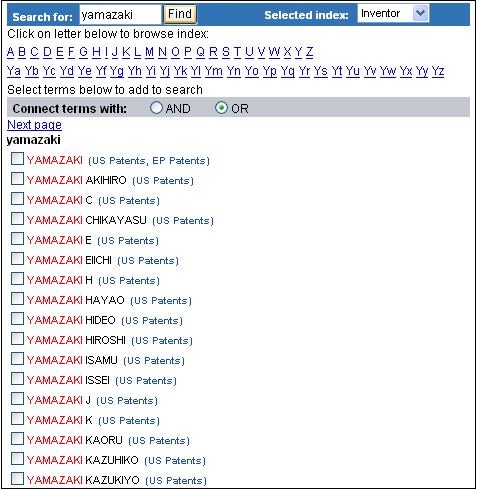 Search for: yamazaki Find Selected index: Inventor
Click on letter below to browse index:
A B C D E F G H I J K L M N O P Q R S T U V W X Y Z
Ya Yb Yc Yd Ye Yf Yg Yh Yi Yj Yk Yl Ym Yn Yo Yp Yq Yr Ys Yt Yu Yv Yw Yx Yy Yz
Select terms below to add to search
Connect terms with: AND OR
Next page
yamazaki
YAMAZAKI (US Patents, EP Patents)
YAMAZAKI AKIHIRO (US Patents)
YAMAZAKI C (US Patents)
YAMAZAKI CHIKAYASU (US Patents)
YAMAZAKI E (US Patents)
YAMAZAKI EIICHI (US Patents)
YAMAZAKI H (US Patents)
YAMAZAKI HAYAO (US Patents)
YAMAZAKI HIDEO (US Patents)
YAMAZAKI HIROSHI (US Patents)
YAMAZAKI ISAMU (US Patents)
YAMAZAKI ISSEI (US Patents)
YAMAZAKI J (US Patents)
YAMAZAKI K (US Patents)
YAMAZAKI KAORU (US Patents)
YAMAZAKI KAZUHIKO (US Patents)
YAMAZAKI KAZUKIYO (US Patents)